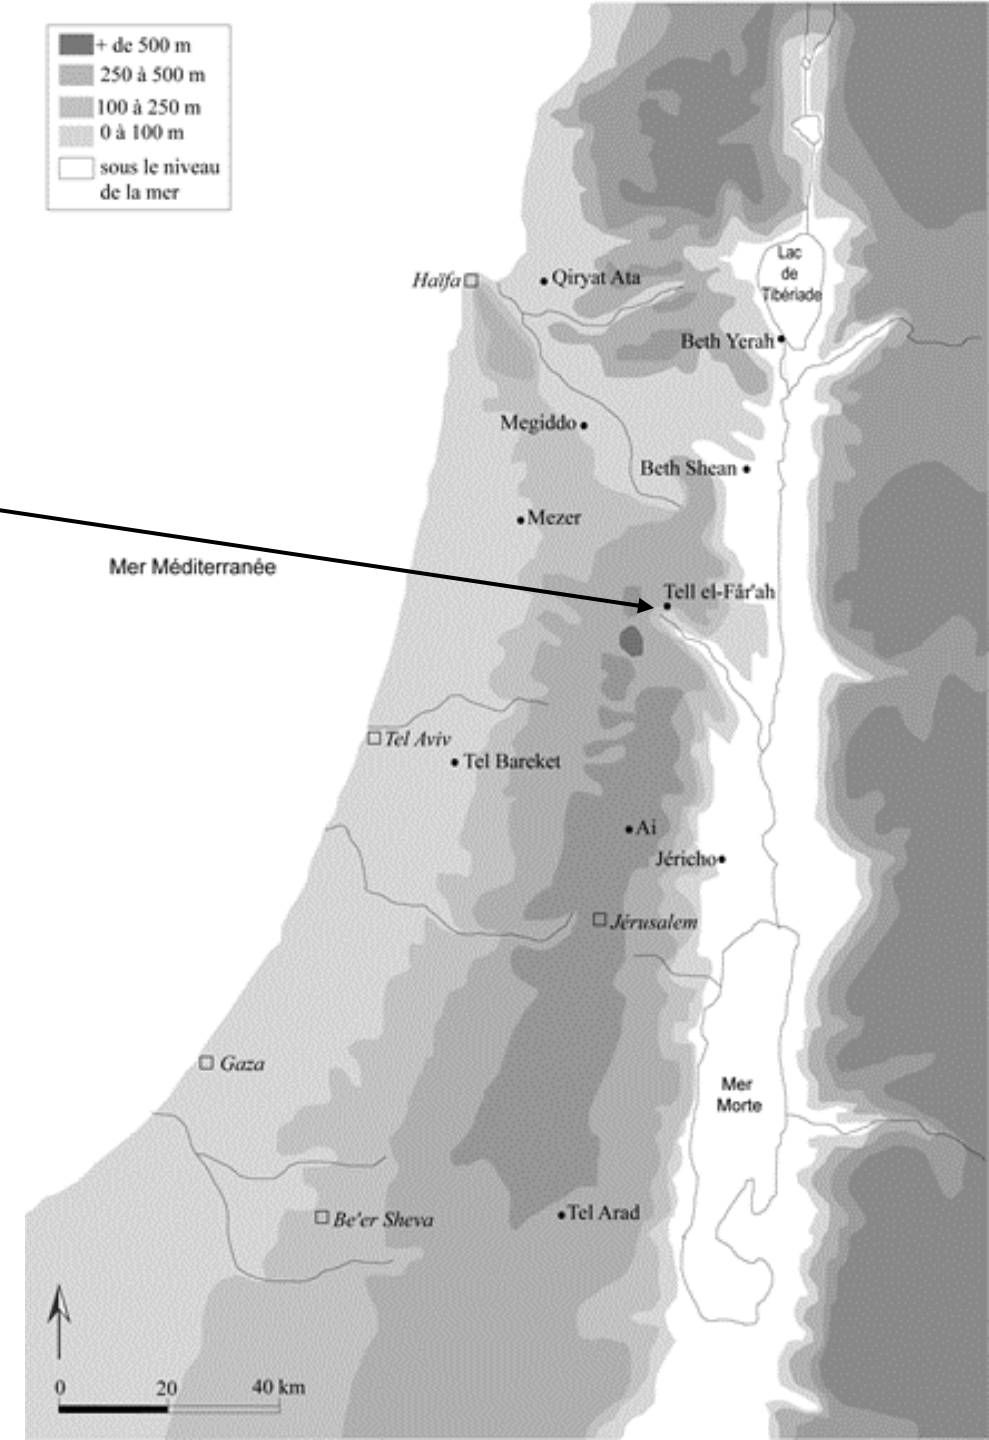 + de 500 m
250 à 500 m
100 à 250 m
0 à 100 m
sous le niveau
de la mer
Lac
de
Tibériade
Haïfa
Qiryat Ata
Beth Yerah
Megiddo
Beth Shean
Mezer
Mer Méditerranée
Tell el-Fâr'ah
Tel Aviv
Tel Bareket
Ai
Jéricho
Jérusalem
Gaza
Mer
Morte
Be'er Sheva
Tel Arad
0 20 40 km